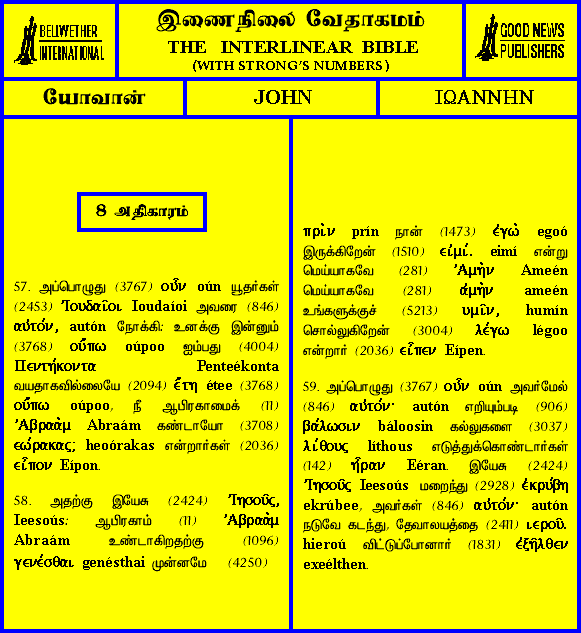 BELLWETHER
INTERNATIONAL
இணைநிலை வேதாகமம்
THE INTERLINEAR BIBLE
(WITH STRONG'S NUMBERS)
GOOD NEWS
PUBLISHERS
யோவான்
JOHN
ΙΩΑΝΝΗΝ
8 அதிகாரம்
57. அப்பொழுது (3767) οὖν oún யூதர்கள்
(2453) Ἰουδαῖοι Ioudaíoi அவரை (846)
αὐτόν, autón நோக்கி: உனக்கு இன்னும்
(3768) οὔπω oúpoo ஐம்பது (4004)
Πεντήκοντα Penteékonta
வயதாகவில்லையே (2094) ἔτη étee (3768)
οὔπω oúpoo, நீ ஆபிரகாமைக் (11)
Ἀβραὰμ Abraám கண்டாயோ (3708)
εώρακας; heoórakas என்றார்கள் (2036)
εἶπον Eípon.
58. அதற்கு இயேசு (2424) Ἰησοῦς,
Ieesoús: ஆபிரகாம் (11) Ἀβραὰμ
Abraám உண்டாகிறதற்கு (1096)
γενέσθαι genésthai முன்னமே (4250)
πρὶν prín நான் (1473) ἐγὼ egoó
இருக்கிறேன் (1510) εἰμί. eimí என்று
மெய்யாகவே (281) Ἀμὴν Ameén
மெய்யாகவே (281) ἀμὴν ameén
உங்களுக்குச் (5213) υμῖν, humín
சொல்லுகிறேன் (3004) λέγω légoo
என்றார் (2036) εἶπεν Eípen.
59. அப்பொழுது (3767) οὖν oún அவர்மேல்
(846) αὐτόν· autón எறியும்படி (906)
βάλωσιν báloosin கல்லுகளை (3037)
λίθους líthous எடுத்துக்கொண்டார்கள்
(142) ἦραν Eéran. இயேசு (2424)
Ἰησοῦς Ieesoús மறைந்து (2928) ἐκρύβη
ekrúbee, அவர்கள் (846) αὐτόν· autón
நடுவே கடந்து, தேவாலயத்தை (2411) ιεροῦ.
hieroú விட்டுப்போனார் (1831) ἐξῆλθεν
exeélthen.